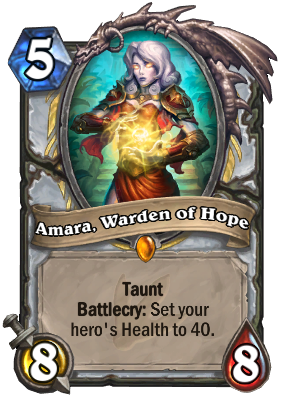 5
Amara, Warden of Hope
Taunt
Battlecry: Set your
hero's Health to 40.
8
8